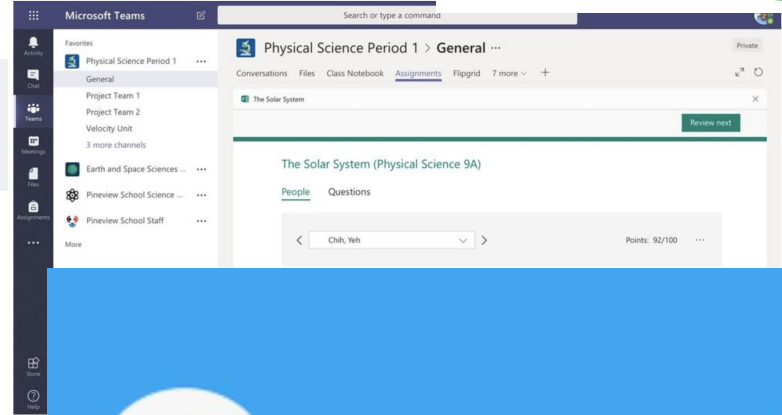 Microsoft Teams
Search or type a command
Activity
Chat
Teams
Meetings
Files
Assignments
Store
Help
Favorites
Physical Science Period 1
General
Project Team 1
Project Team 2
Velocity Unit
3 more channels
Earth and Space Sciences ...
Pineview School Science ...
Pineview School Staff
More
Physical Science Period 1 > General ...
Private
Conversations Files Class Notebook Assignments Flipgrid 7 more +
The Solar System
Review next
The Solar System (Physical Science 9A)
People Questions
Chih, Yeh
Points: 92/100 ...